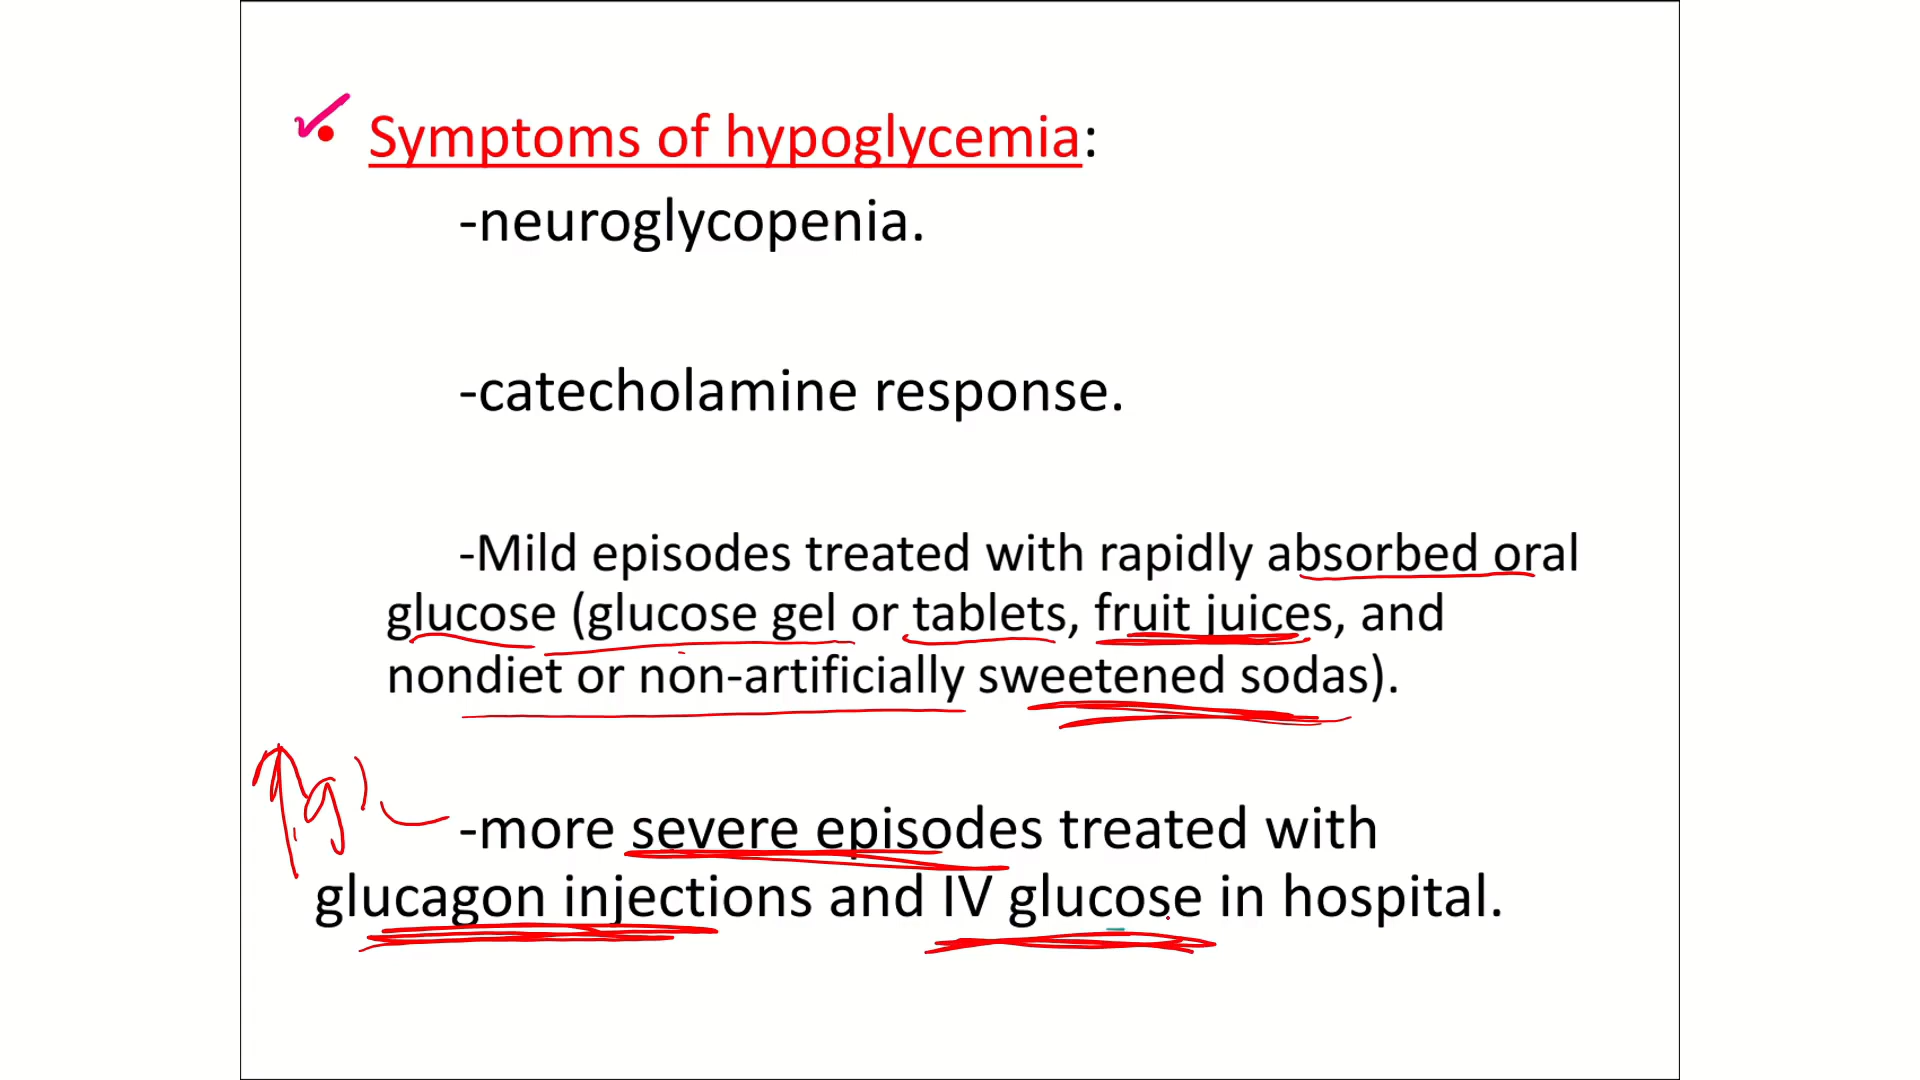 • Symptoms of hypoglycemia:
-neuroglycopenia.
-catecholamine response.
-Mild episodes treated with rapidly absorbed oral
glucose (glucose gel or tablets, fruit juices, and
nondiet or non-artificially sweetened sodas).
-more severe episodes treated with
glucagon injections and IV glucose in hospital.